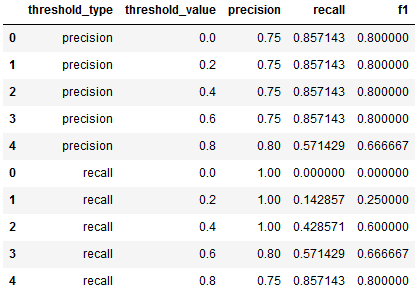 threshold_type threshold_value precision recall f1
0 precision 0.0 0.75 0.857143 0.800000
1 precision 0.2 0.75 0.857143 0.800000
2 precision 0.4 0.75 0.857143 0.800000
3 precision 0.6 0.75 0.857143 0.800000
4 precision 0.8 0.80 0.571429 0.666667
0 recall 0.0 1.00 0.000000 0.000000
1 recall 0.2 1.00 0.142857 0.250000
2 recall 0.4 1.00 0.428571 0.600000
3 recall 0.6 0.80 0.571429 0.666667
4 recall 0.8 0.75 0.857143 0.800000